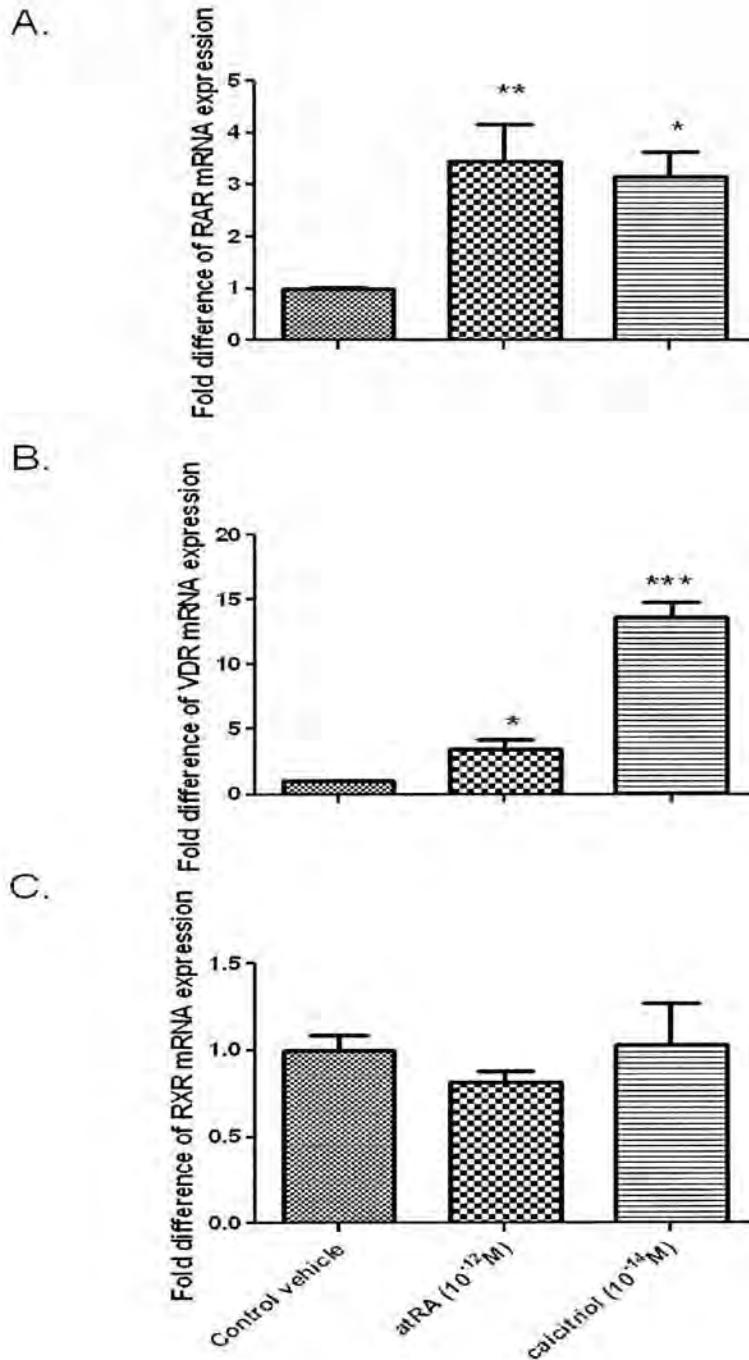 A.
Fold difference of RAR mRNA expression
5
4
3
2
1
0
**
*
B.
Fold difference of VDR mRNA expression
20
15
10
5
0
*
***
C.
Fold difference of RXR mRNA expression
1.5
1.0
0.5
0.0
Control vehicle
atRA (10⁻¹²M)
calcitriol (10⁻¹⁴M)